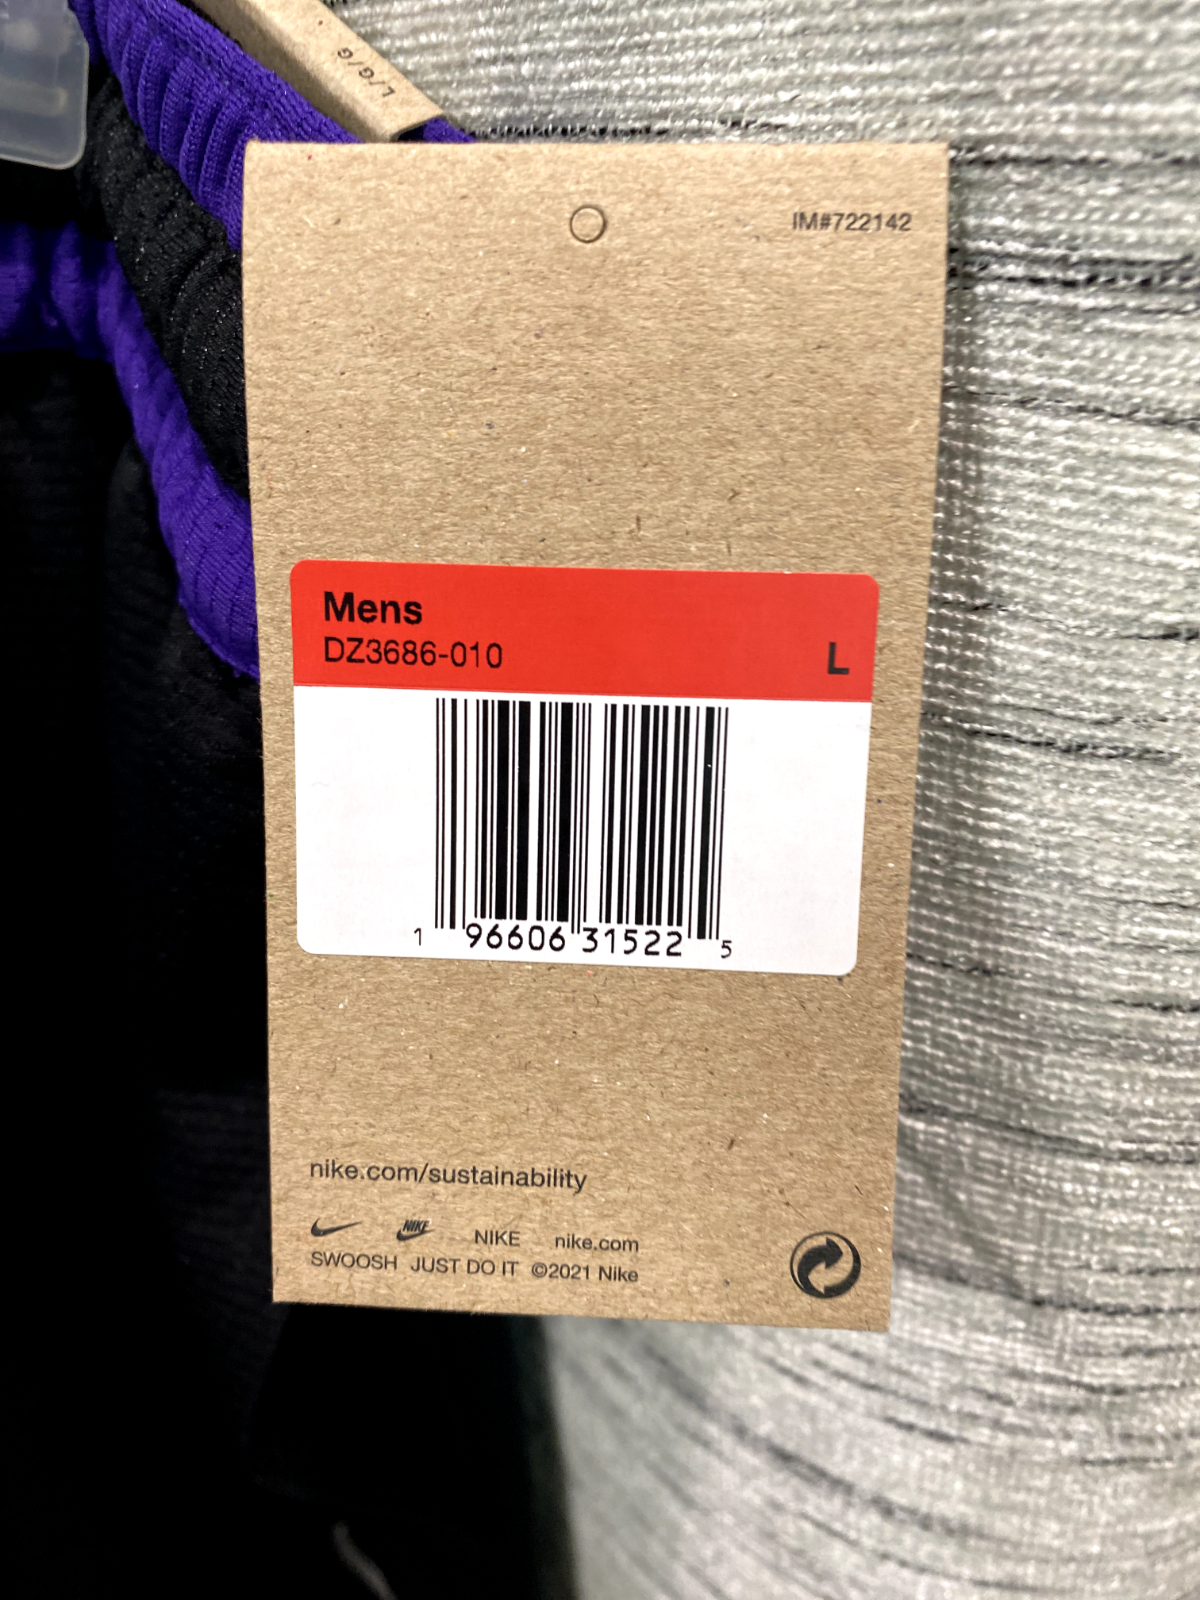 L/G/G
IM#722142
Mens
DZ3686-010
L
1 96606 31522 5
nike.com/sustainability
NIKE NIKE nike.com
SWOOSH JUST DO IT ©2021 Nike